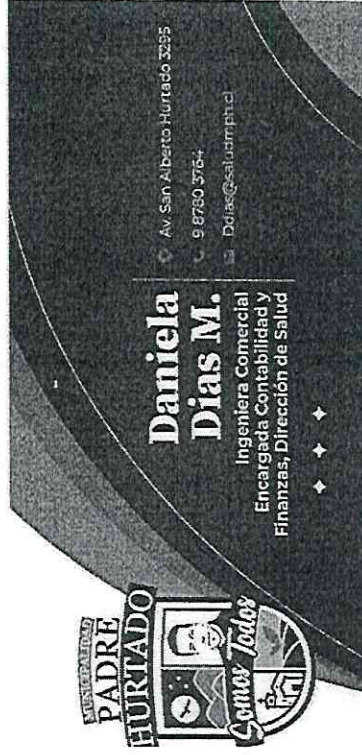 MUNICIPALIDAD
PADRE
HURTADO
Somos Todos
Daniela
Dias M.
Ingeniera Comercial
Encargada Contabilidad y
Finanzas, Dirección de Salud
Av. San Alberto Hurtado 3295
9 8780 3764
Ddias@saludmph.cl